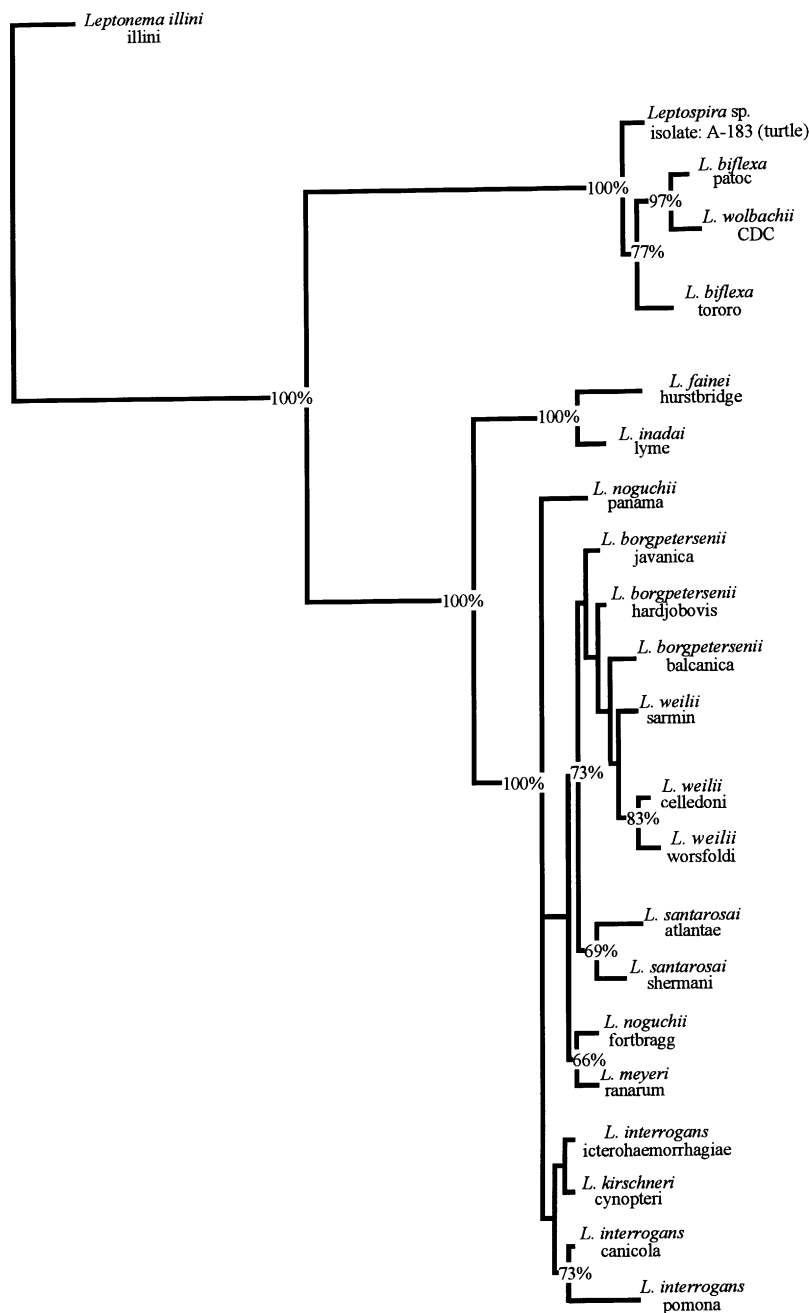 Leptonema illini
illini
Leptospira sp.
isolate: A-183 (turtle)
L. biflexa
patoc
100%
97%
L. wolbachii
CDC
77%
L. biflexa
tororo
L. fainei
hurstbridge
100%
100%
L. inadai
lyme
L. noguchii
panama
L. borgpetersenii
javanica
L. borgpetersenii
hardjobovis
100%
L. borgpetersenii
balcanica
L. weilii
sarmin
73%
100%
L. weilii
celledoni
83%
L. weilii
worsfoldi
L. santarosai
atlantae
69%
L. santarosai
shermani
L. noguchii
fortbragg
66%
L. meyeri
ranarum
L. interrogans
icterohaemorrhagiae
L. kirschneri
cynopteri
L. interrogans
canicola
73%
L. interrogans
pomona